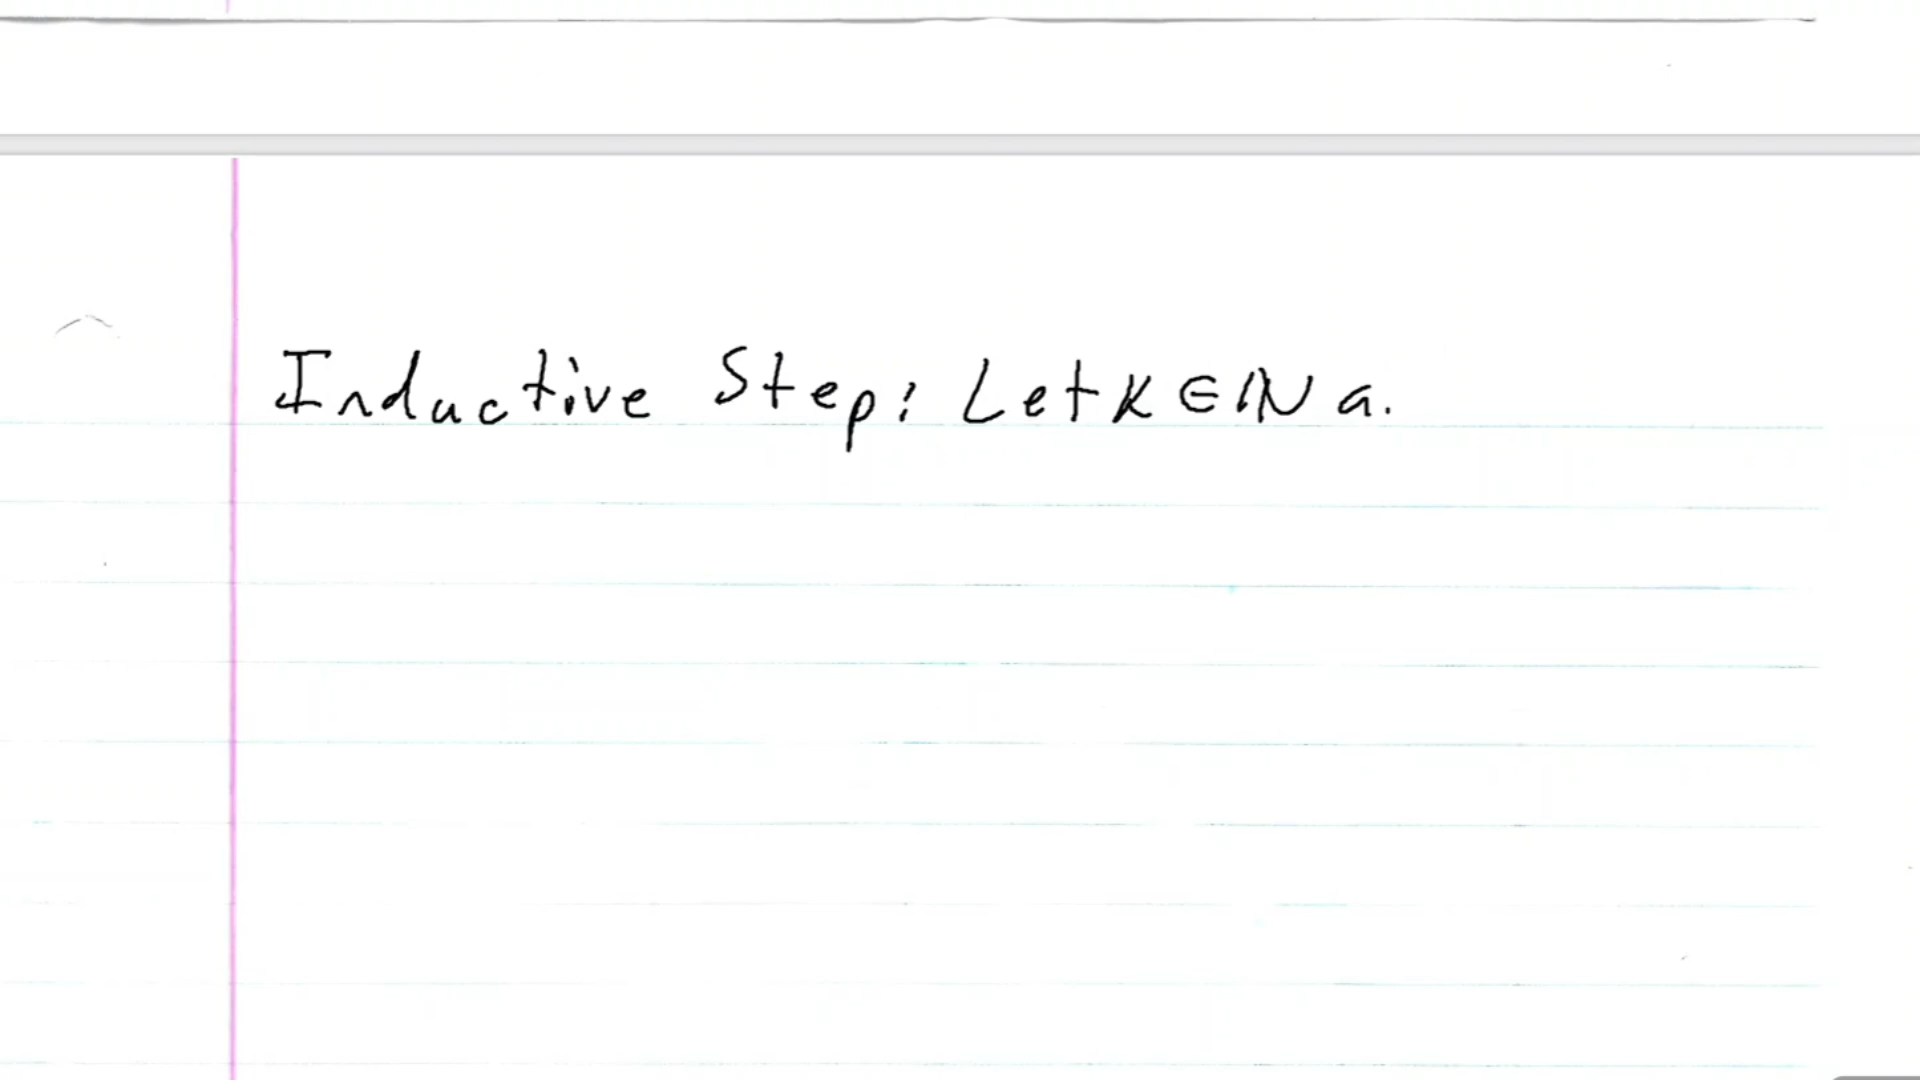 Inductive Step: Let K ∈ ℕ a.